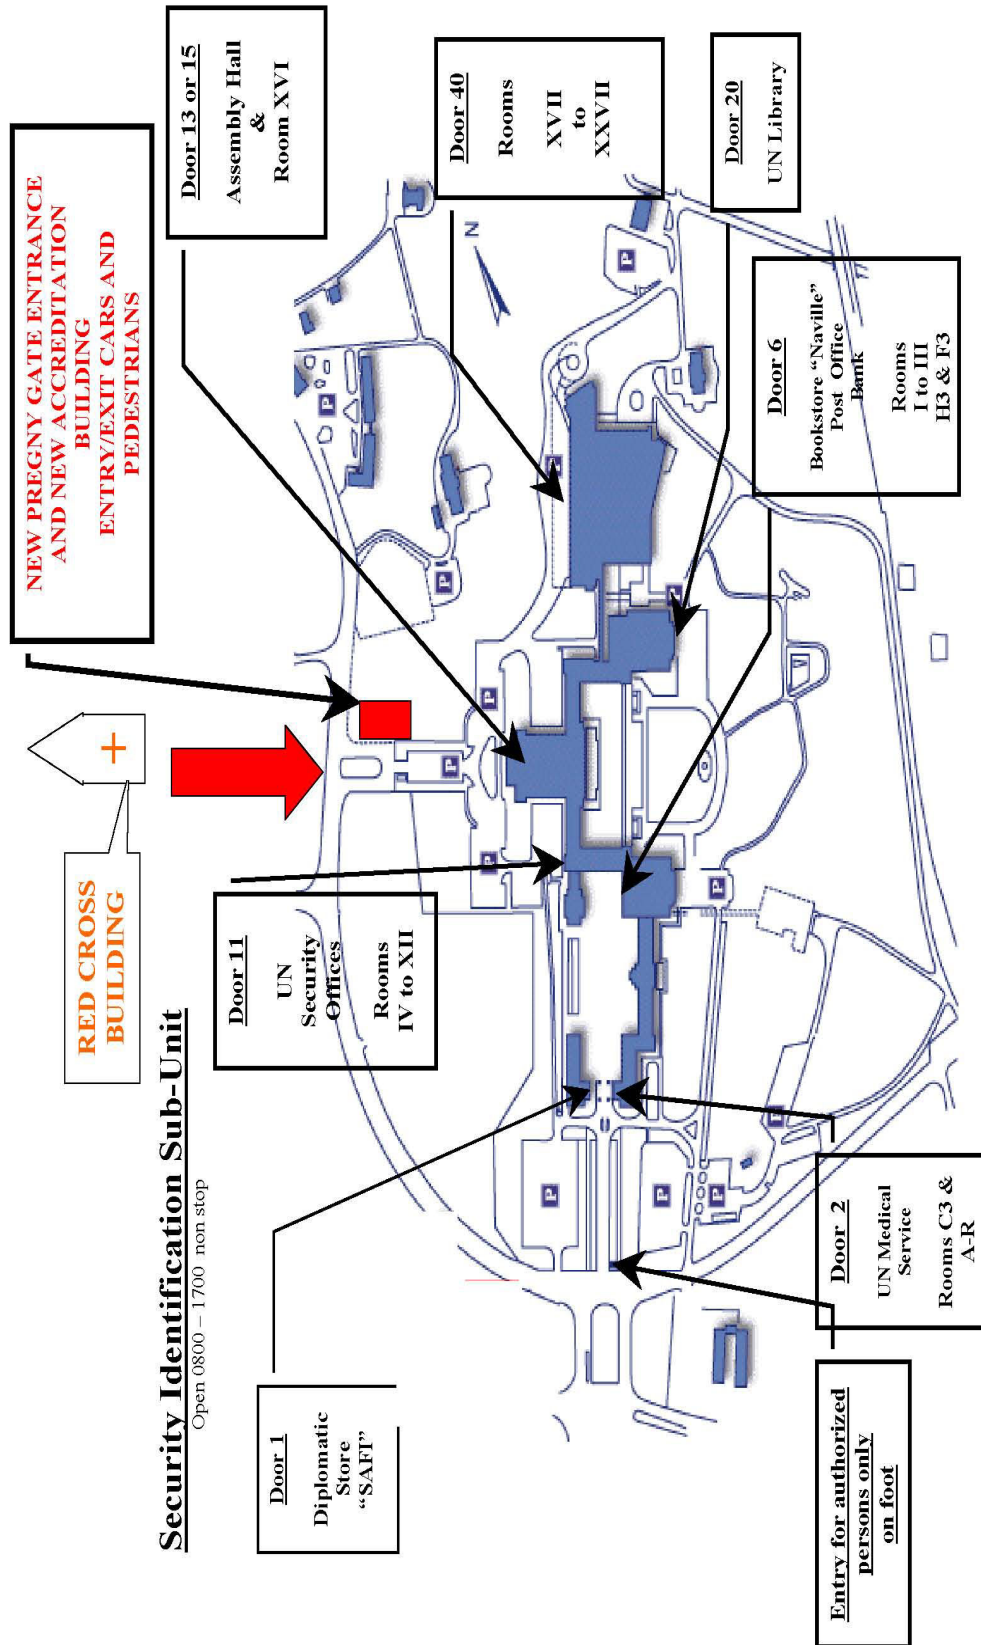 Security Identification Sub-Unit
Open 0800 – 1700 non stop
RED CROSS
BUILDING
NEW PREGNY GATE ENTRANCE
AND NEW ACCREDITATION
BUILDING
ENTRY/EXIT CARS AND
PEDESTRIANS
Door 1
Diplomatic
Store
“SAFI”
Door 11
UN
Security
Offices
Rooms
IV to XII
Door 13 or 15
Assembly Hall
&
Room XVI
Door 40
Rooms
XVII
to
XXVII
Door 20
UN Library
Door 6
Bookstore “Naville”
Post Office
Bank
Rooms
I to III
H3 & F3
Door 2
UN Medical
Service
Rooms C3 &
A-R
Entry for authorized
persons only
on foot
N
P
P
P
P
P
P
P
P
P
P
P
P
P